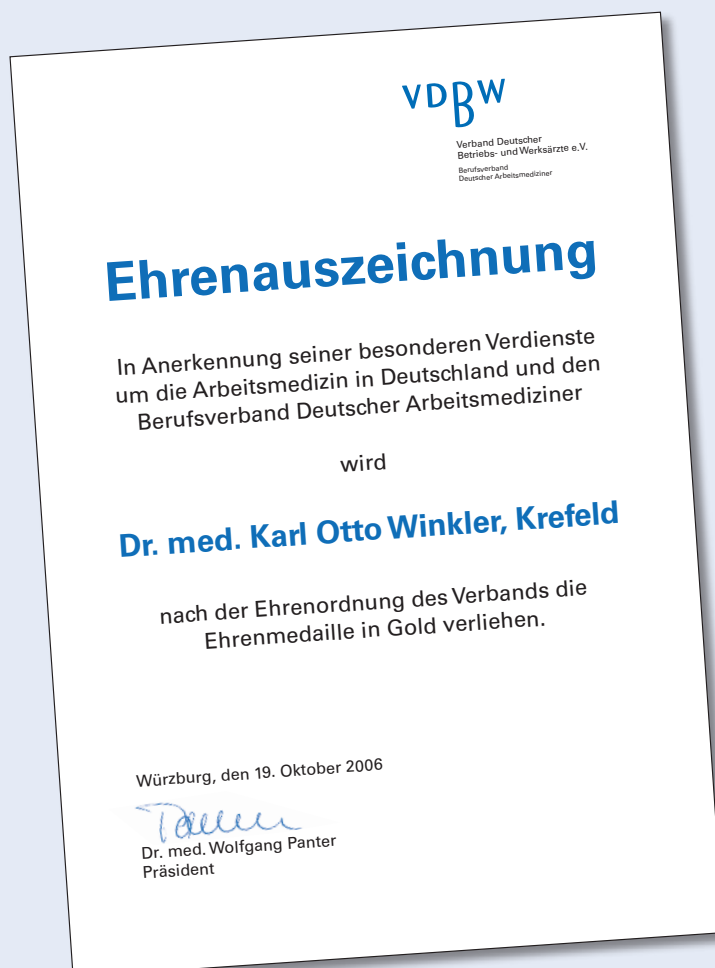 VDBW
Verband Deutscher
Betriebs- und Werksärzte e.V.
Berufsverband
Deutscher Arbeitsmediziner
Ehrenauszeichnung
In Anerkennung seiner besonderen Verdienste
um die Arbeitsmedizin in Deutschland und den
Berufsverband Deutscher Arbeitsmediziner
wird
Dr. med. Karl Otto Winkler, Krefeld
nach der Ehrenordnung des Verbands die
Ehrenmedaille in Gold verliehen.
Würzburg, den 19. Oktober 2006
Panter
Dr. med. Wolfgang Panter
Präsident